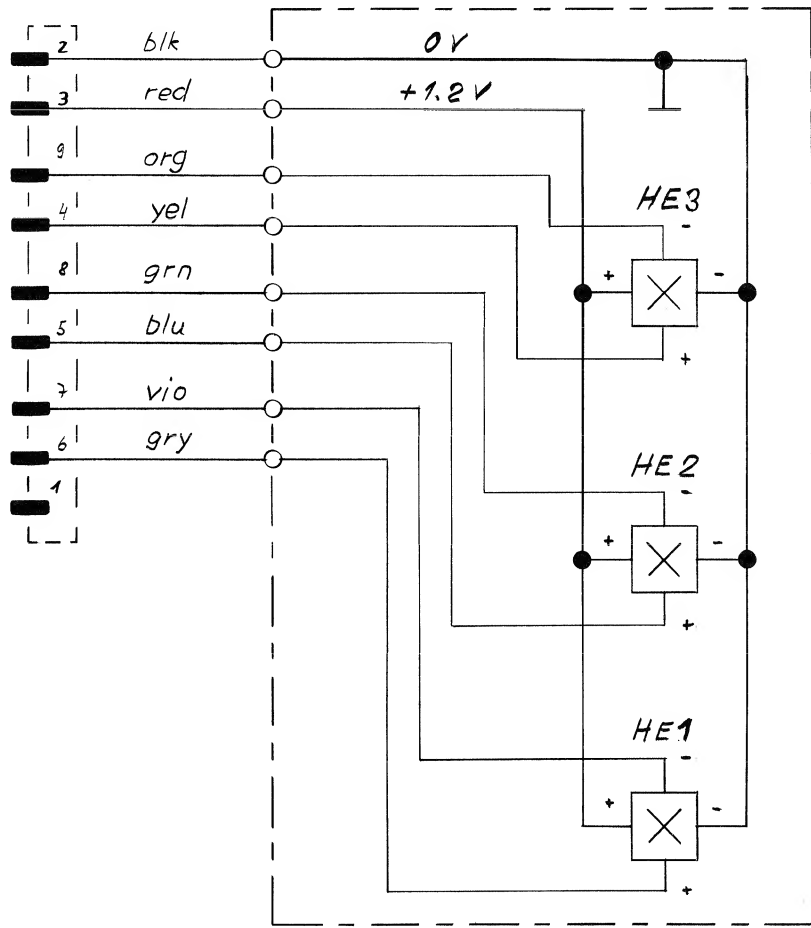 2 blk 0V
3 red +1.2V
9 org
4 yel
HE3
-
+ -
+
8 grn
5 blu
7 vio
6 gry
1
HE2
-
+ -
+
HE1
-
+ -
+